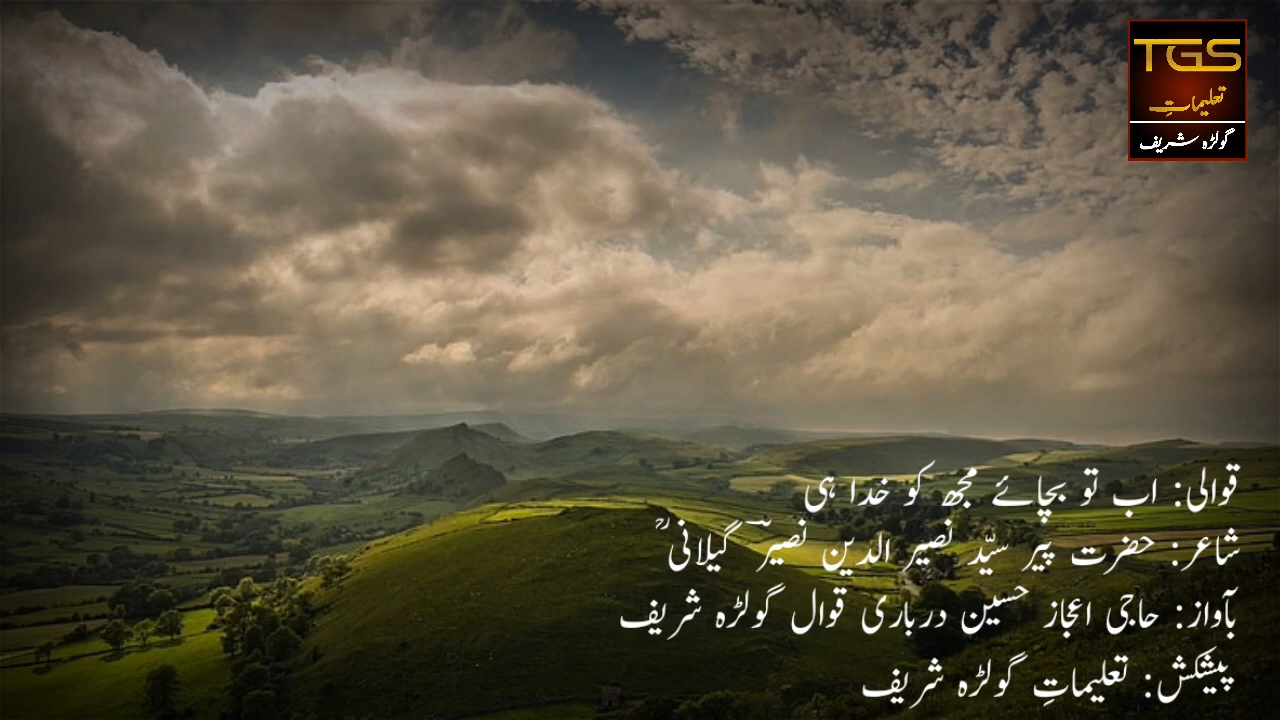 TGS
تعلیماتِ
گولڑہ شریف
قوالی: اب تو بچائے مجھ کو خدا ہی
شاعر: حضرت پیر سیّد نصیر الدین نصیرؔ گیلانیؒ
بآواز: حاجی اعجاز حسین درباری قوال گولڑہ شریف
پیشکش: تعلیماتِ گولڑہ شریف